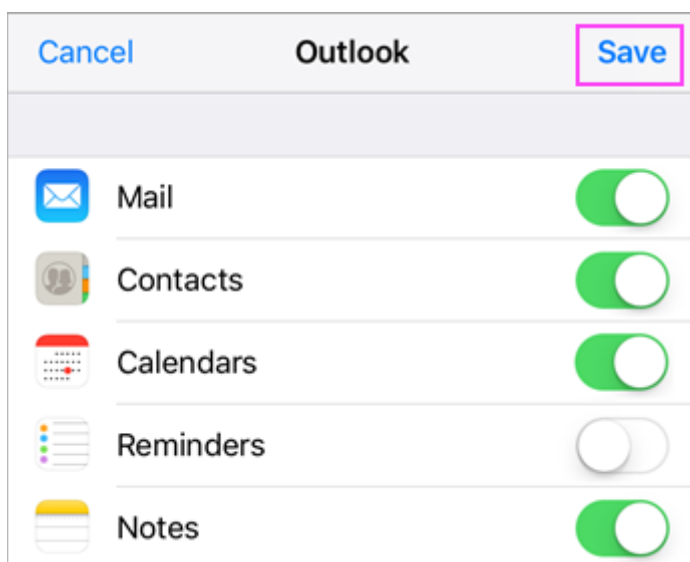 Cancel Outlook Save
Mail
Contacts
Calendars
Reminders
Notes